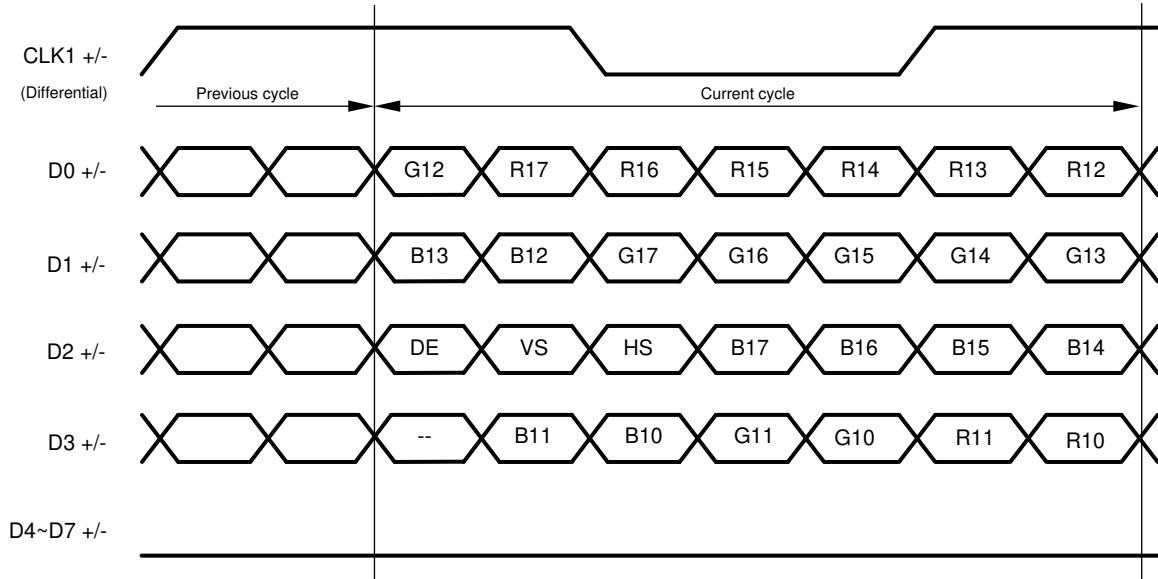 CLK1 +/-
(Differential)
Previous cycle
Current cycle
D0 +/-
G12 R17 R16 R15 R14 R13 R12
D1 +/-
B13 B12 G17 G16 G15 G14 G13
D2 +/-
DE VS HS B17 B16 B15 B14
D3 +/-
-- B11 B10 G11 G10 R11 R10
D4~D7 +/-